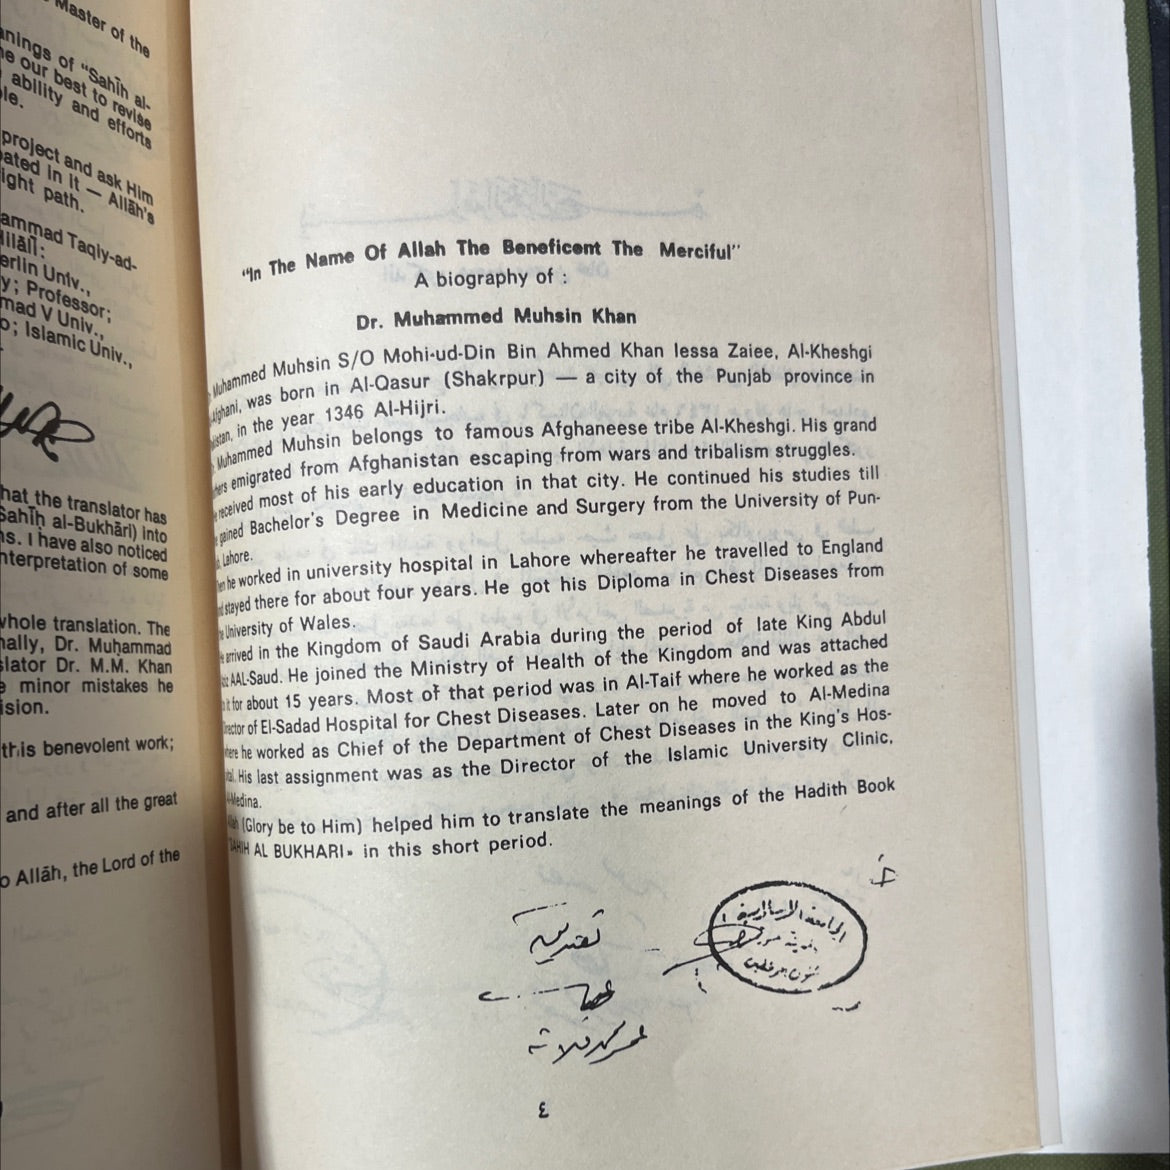 Master of the
anings of "Sahīh al-
ne our best to revise
ability and efforts
ole.
project and ask Him
pated in It — Allāh's
ight path.
ammad Taqīy-ad-
Hilālī:
erlin Univ.,
y; Professor;
mad V Univ.,
o; Islamic Univ.,
hat the translator has
Sahīḥ al-Bukhāri) into
ns. I have also noticed
nterpretation of some
whole translation. The
nally, Dr. Muḥammad
slator Dr. M.M. Khan
e minor mistakes he
ision.
this benevolent work;
and after all the great
o Allāh, the Lord of the
"In The Name Of Allah The Beneficent The Merciful"
A biography of :
Dr. Muhammed Muhsin Khan
Muhammed Muhsin S/O Mohi-ud-Din Bin Ahmed Khan Iessa Zaiee, Al-Kheshgi
Afghani, was born in Al-Qasur (Shakrpur) — a city of the Punjab province in
istan, in the year 1346 Al-Hijri.
Muhammed Muhsin belongs to famous Afghaneese tribe Al-Kheshgi. His grand
hers emigrated from Afghanistan escaping from wars and tribalism struggles.
received most of his early education in that city. He continued his studies till
gained Bachelor's Degree in Medicine and Surgery from the University of Pun-
Lahore.
he worked in university hospital in Lahore whereafter he travelled to England
stayed there for about four years. He got his Diploma in Chest Diseases from
University of Wales.
arrived in the Kingdom of Saudi Arabia during the period of late King Abdul
AAL-Saud. He joined the Ministry of Health of the Kingdom and was attached
it for about 15 years. Most of that period was in Al-Taif where he worked as the
Director of El-Sadad Hospital for Chest Diseases. Later on he moved to Al-Medina
where he worked as Chief of the Department of Chest Diseases in the King's Hos-
ital. His last assignment was as the Director of the Islamic University Clinic,
Al-Medina.
(Glory be to Him) helped him to translate the meanings of the Hadith Book
SAHIH AL BUKHARI» in this short period.
الجامعة الإسلامية
٤